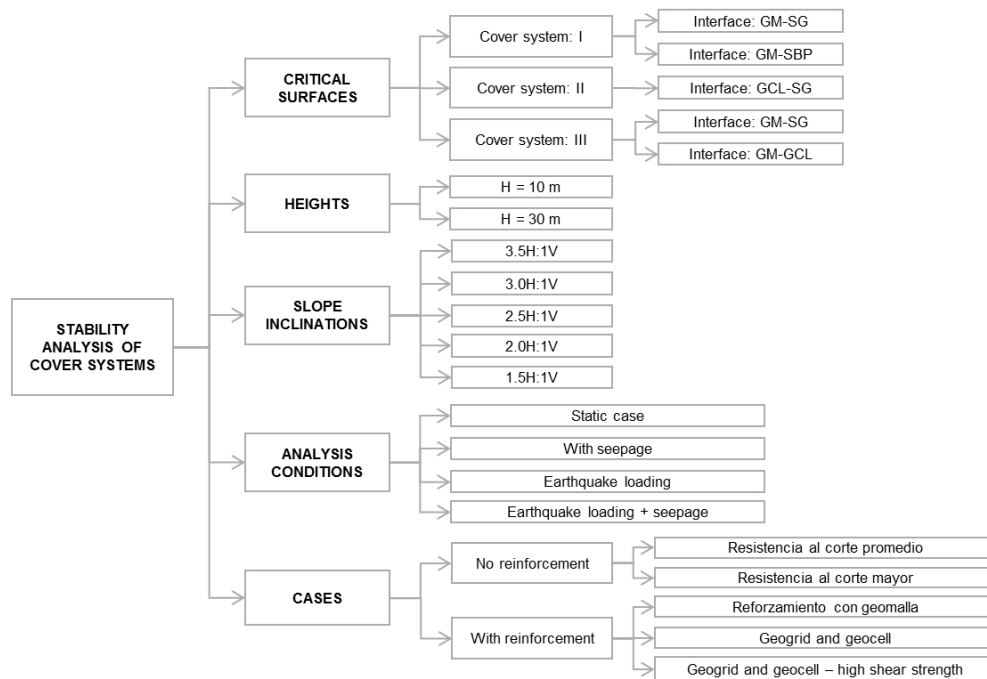 STABILITY
ANALYSIS OF
COVER SYSTEMS
CRITICAL
SURFACES
Cover system: I
Interface: GM-SG
Interface: GM-SBP
Cover system: II
Interface: GCL-SG
Cover system: III
Interface: GM-SG
Interface: GM-GCL
HEIGHTS
H = 10 m
H = 30 m
SLOPE
INCLINATIONS
3.5H:1V
3.0H:1V
2.5H:1V
2.0H:1V
1.5H:1V
ANALYSIS
CONDITIONS
Static case
With seepage
Earthquake loading
Earthquake loading + seepage
CASES
No reinforcement
Resistencia al corte promedio
Resistencia al corte mayor
With reinforcement
Reforzamiento con geomalla
Geogrid and geocell
Geogrid and geocell – high shear strength